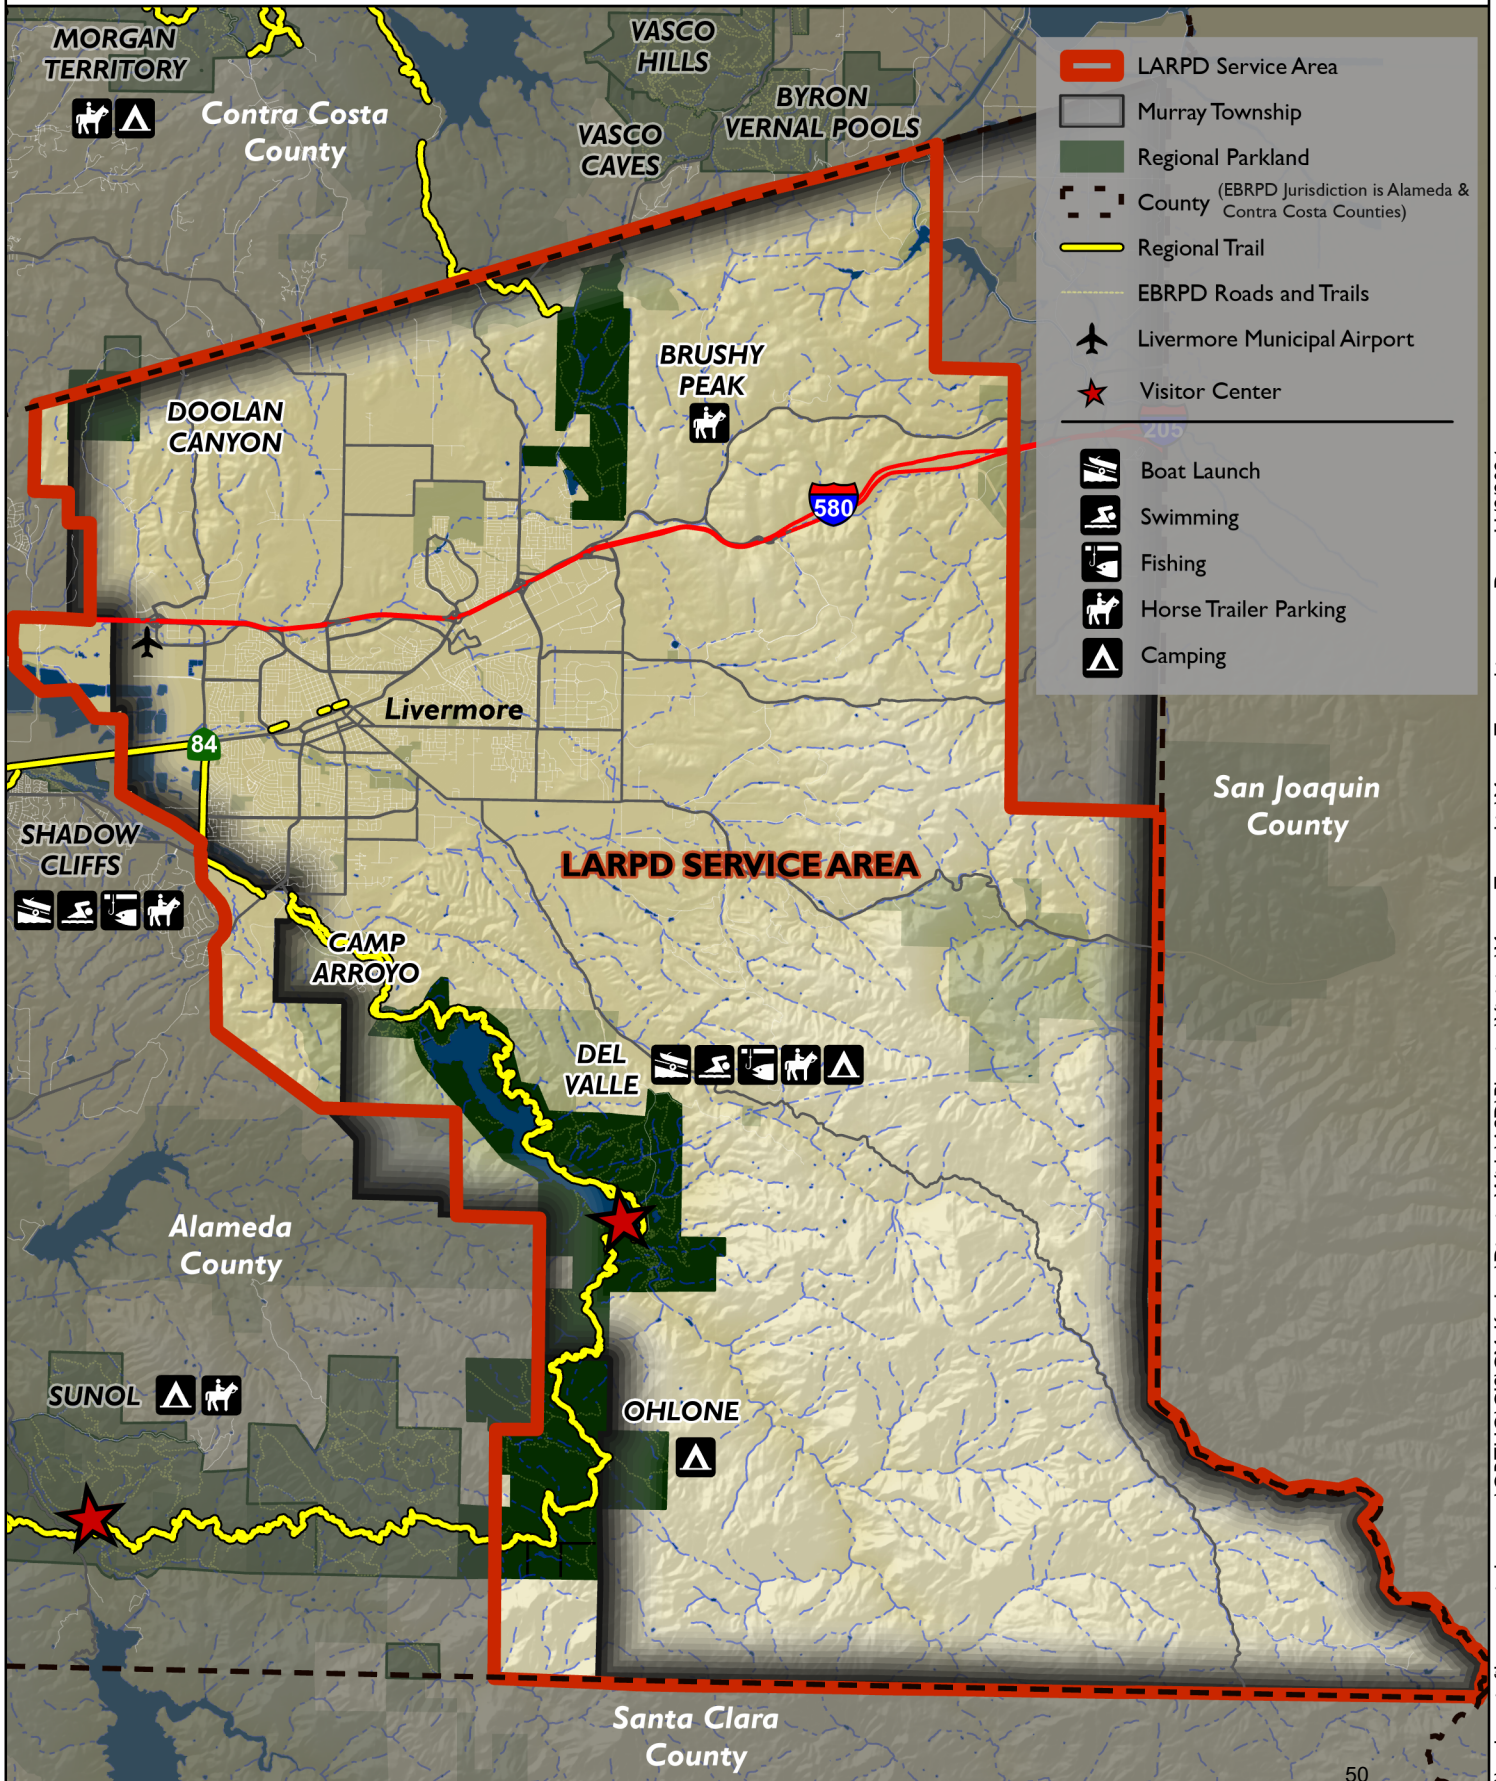 MORGAN
TERRITORY
Contra Costa
County
VASCO
HILLS
BYRON
VERNAL POOLS
VASCO
CAVES
LARPD Service Area
Murray Township
Regional Parkland
County (EBRPD Jurisdiction is Alameda &
Contra Costa Counties)
Regional Trail
EBRPD Roads and Trails
Livermore Municipal Airport
Visitor Center
205
Boat Launch
Swimming
Fishing
Horse Trailer Parking
Camping
BRUSHY
PEAK
DOOLAN
CANYON
580
Livermore
84
San Joaquin
County
SHADOW
CLIFFS
LARPD SERVICE AREA
CAMP
ARROYO
DEL
VALLE
Alameda
County
SUNOL
OHLONE
Santa Clara
County
50